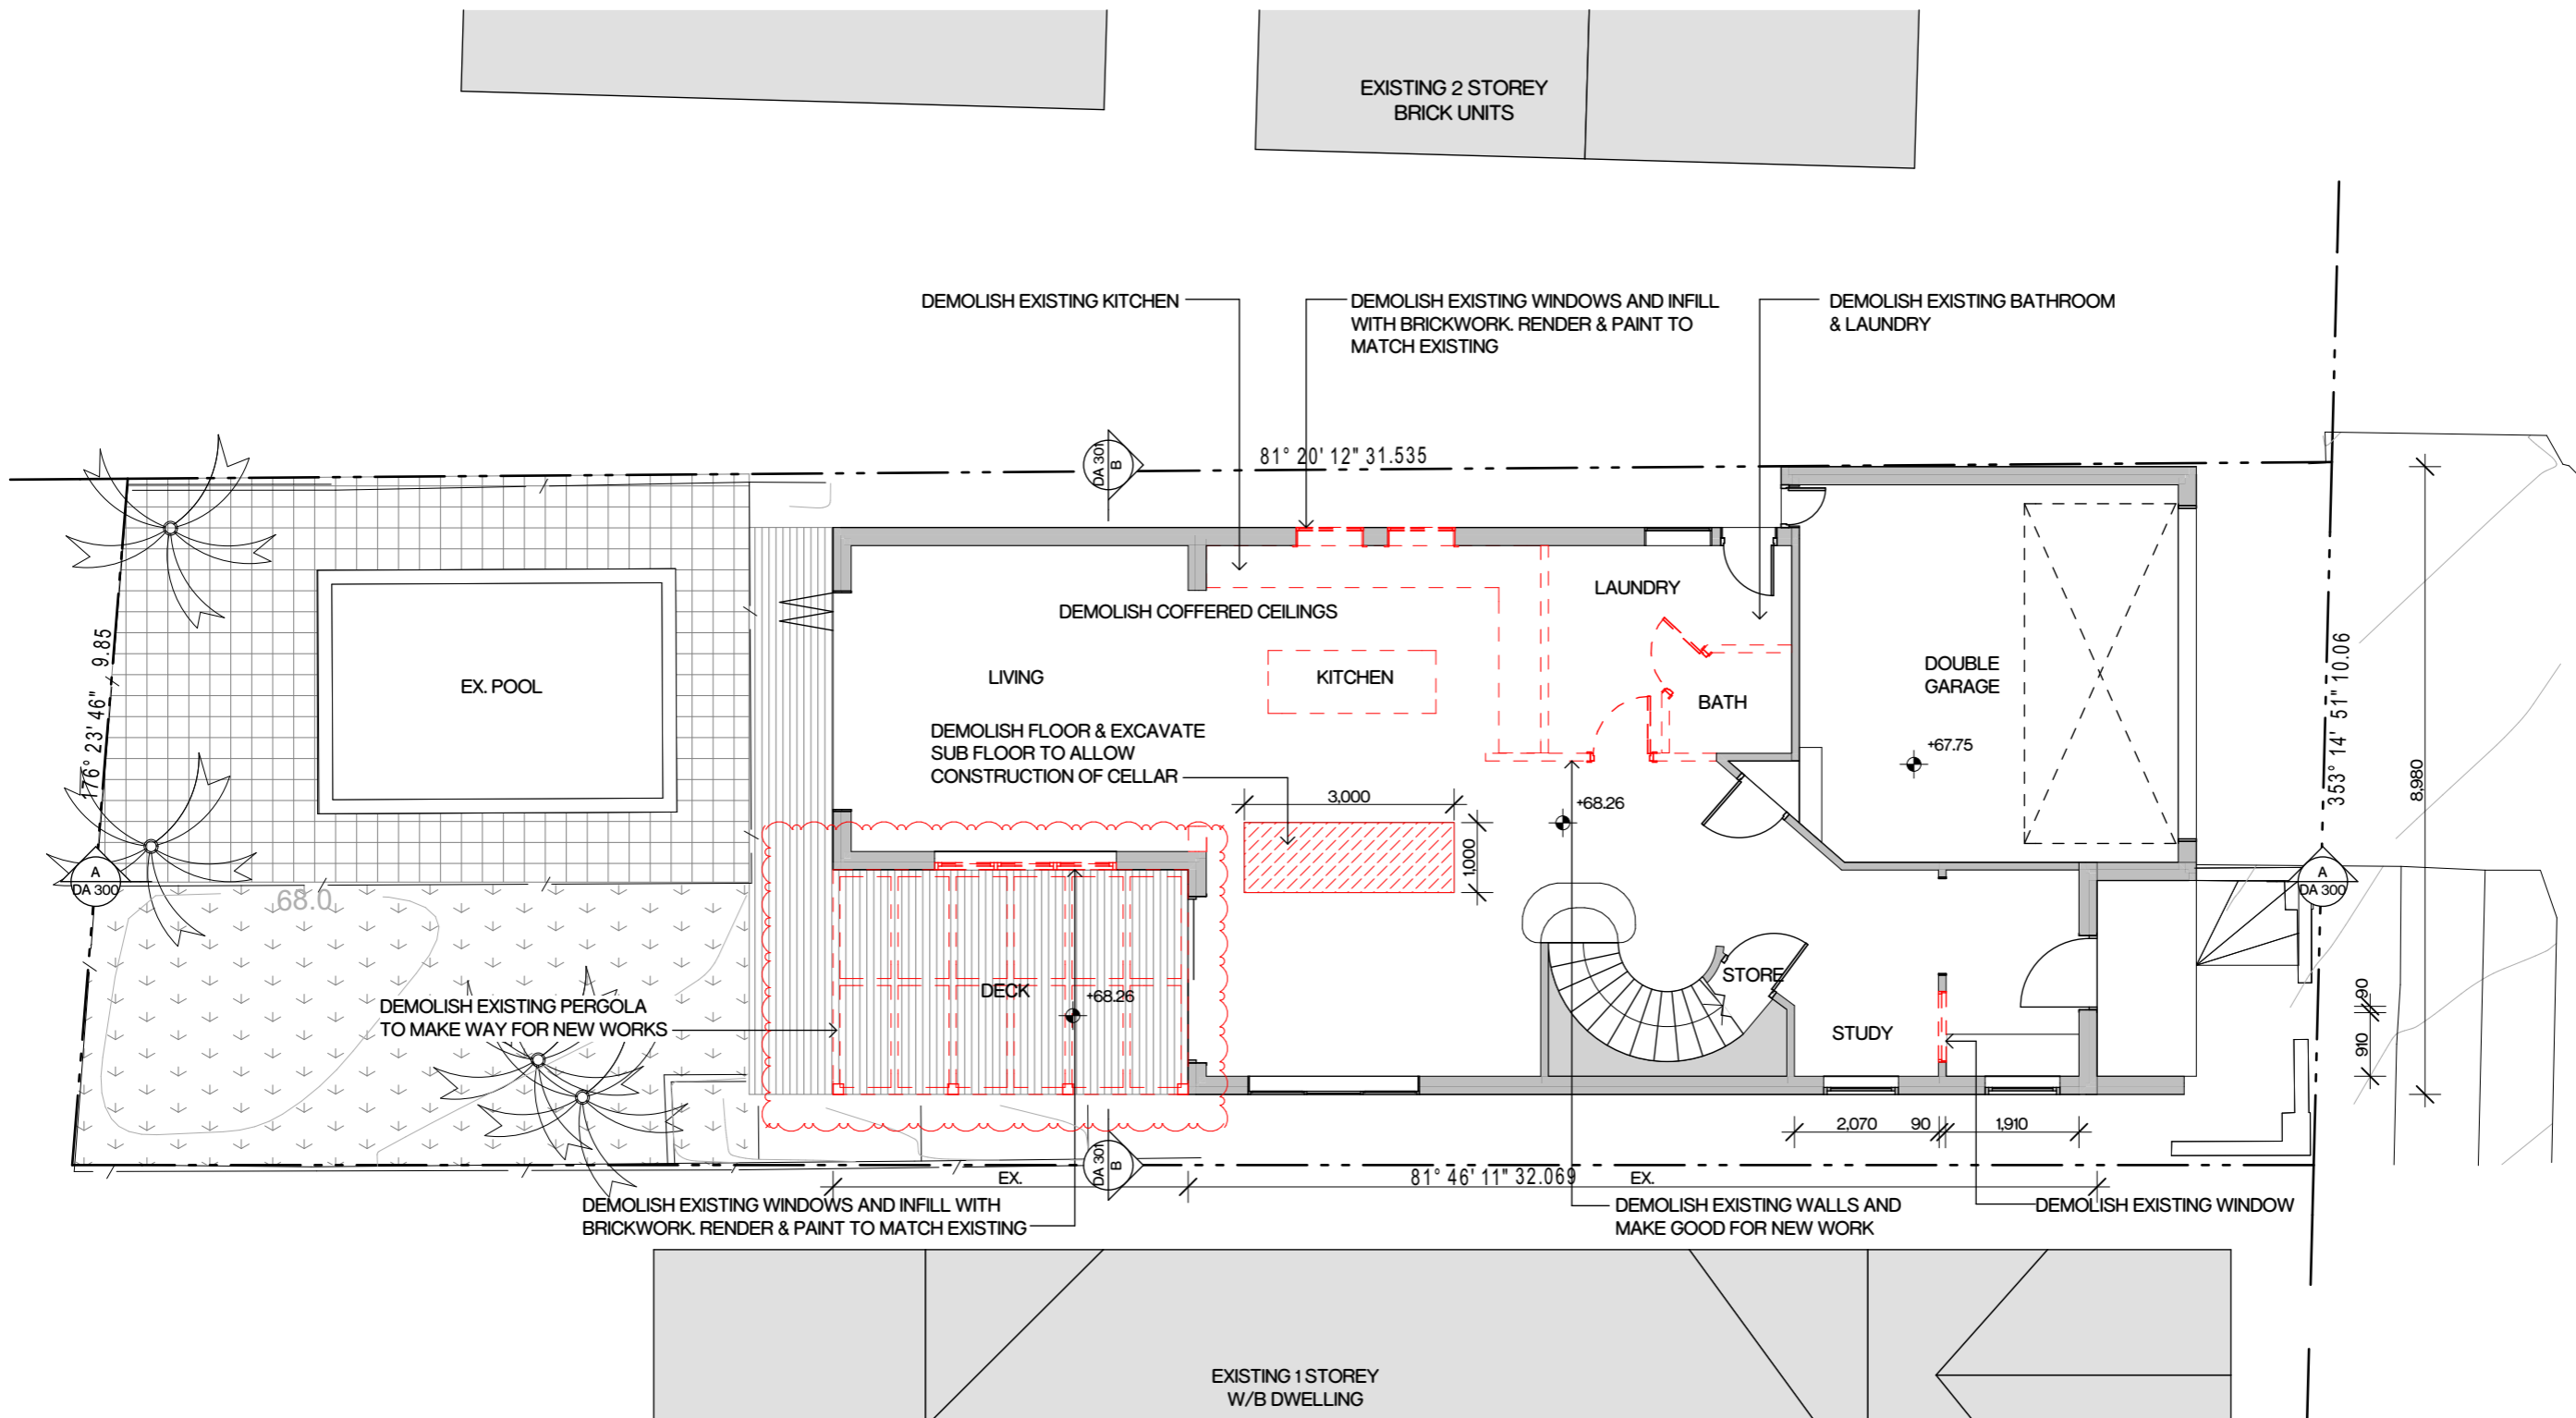 EXISTING 2 STOREY
BRICK UNITS
DEMOLISH EXISTING KITCHEN
DEMOLISH EXISTING WINDOWS AND INFILL
WITH BRICKWORK. RENDER & PAINT TO
MATCH EXISTING
DEMOLISH EXISTING BATHROOM
& LAUNDRY
DA 301
B
81° 20' 12" 31.535
LAUNDRY
DEMOLISH COFFERED CEILINGS
176° 23' 46" 9.85
EX. POOL
LIVING
KITCHEN
BATH
DOUBLE
GARAGE
353° 14' 51" 10.06
DEMOLISH FLOOR & EXCAVATE
SUB FLOOR TO ALLOW
CONSTRUCTION OF CELLAR
+67.75
8,980
3,000
+68.26
1,000
A
DA 300
68.0
A
DA 300
DECK
+68.26
STORE
DEMOLISH EXISTING PERGOLA
TO MAKE WAY FOR NEW WORKS
STUDY
90
910
2,070
90
1,910
DA 301
B
EX.
81° 46' 11" 32.069
EX.
DEMOLISH EXISTING WINDOWS AND INFILL WITH
BRICKWORK. RENDER & PAINT TO MATCH EXISTING
DEMOLISH EXISTING WALLS AND
MAKE GOOD FOR NEW WORK
DEMOLISH EXISTING WINDOW
EXISTING 1 STOREY
W/B DWELLING